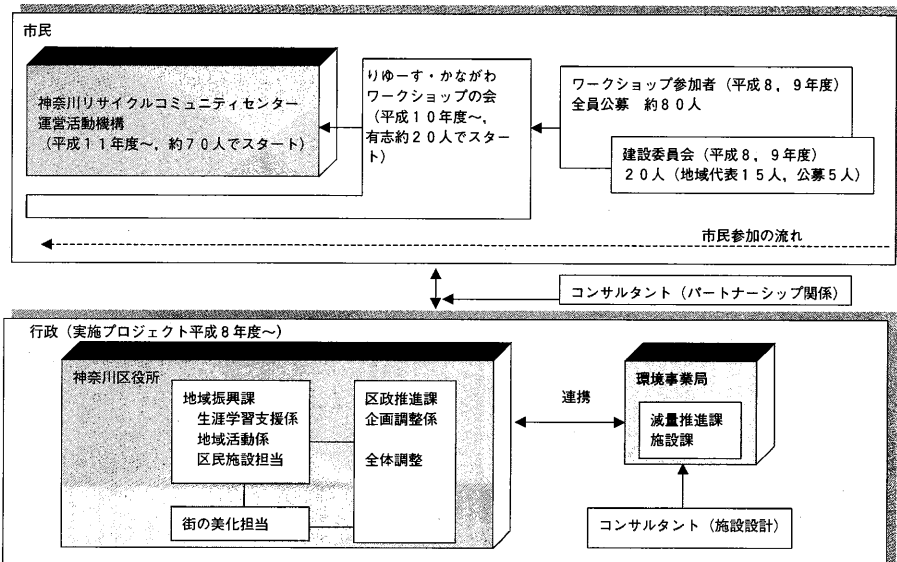 市民
神奈川リサイクルコミュニティセンター
運営活動機構
(平成11年度~, 約70人でスタート)
りゆーす・かながわ
ワークショップの会
(平成10年度~,
有志約20人でスター
ト)
ワークショップ参加者(平成8, 9年度)
全員公募 約80人
建設委員会(平成8, 9年度)
20人(地域代表15人, 公募5人)
市民参加の流れ
コンサルタント(パートナーシップ関係)
行政(実施プロジェクト平成8年度~)
神奈川区役所
地域振興課
生涯学習支援係
地域活動係
区民施設担当
街の美化担当
区政推進課
企画調整係
全体調整
連携
環境事業局
減量推進課
施設課
コンサルタント(施設設計)